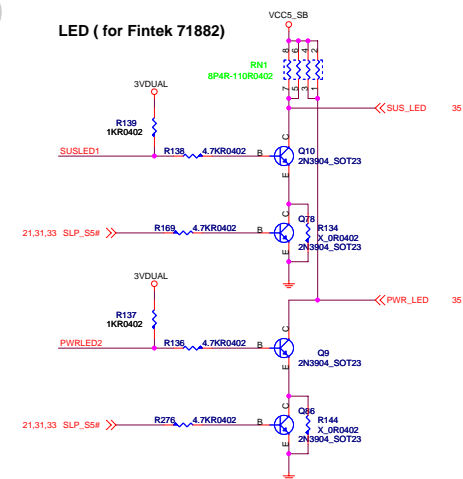 VCC5_SB
LED ( for Fintek 71882)
8 6 4 2
RN1
8P4R-110R0402
7 5 3 1
3VDUAL
SUS_LED 35
R139
1KR0402
C
Q10
SUSLED1 R138 4.7KR0402 B
2N3904_SOT23
E
C
Q78
R134
21,31,33 SLP_S5# R169 4.7KR0402 B
X_0R0402
2N3904_SOT23
E
3VDUAL
PWR_LED 35
R137
1KR0402
C
PWRLED2 R136 4.7KR0402 B
Q9
2N3904_SOT23
E
C
Q86
R144
21,31,33 SLP_S5# R276 4.7KR0402 B
X_0R0402
2N3904_SOT23
E